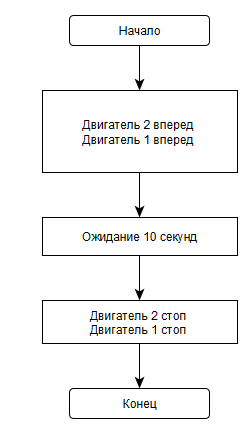 Начало
Двигатель 2 вперед
Двигатель 1 вперед
Ожидание 10 секунд
Двигатель 2 стоп
Двигатель 1 стоп
Конец